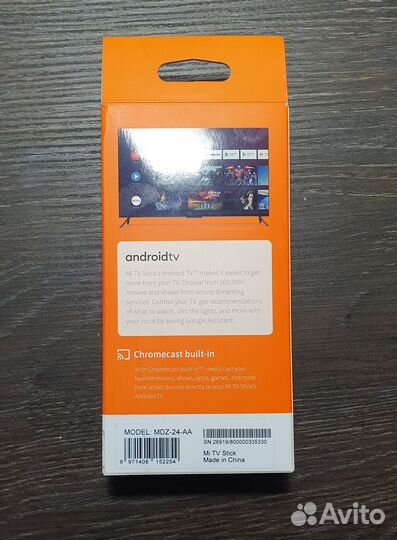 androidtv
Mi TV Stick's Android TV™ makes it easier to get
more from your TV. Choose from 500,000+
movies and shows from across streaming
services. Control your TV, get recommendations
of what to watch, dim the lights, and more with
your voice by asking Google Assistant.
Chromecast built-in
With Chromecast built-in™, easily cast your
favorite movies, shows, apps, games, and more
from smart devices directly to your Mi TV Stick's
Android TV.
MODEL: MDZ-24-AA
6 971408 152254
SN:26919/800000335330
Mi TV Stick
Made in China
Avito